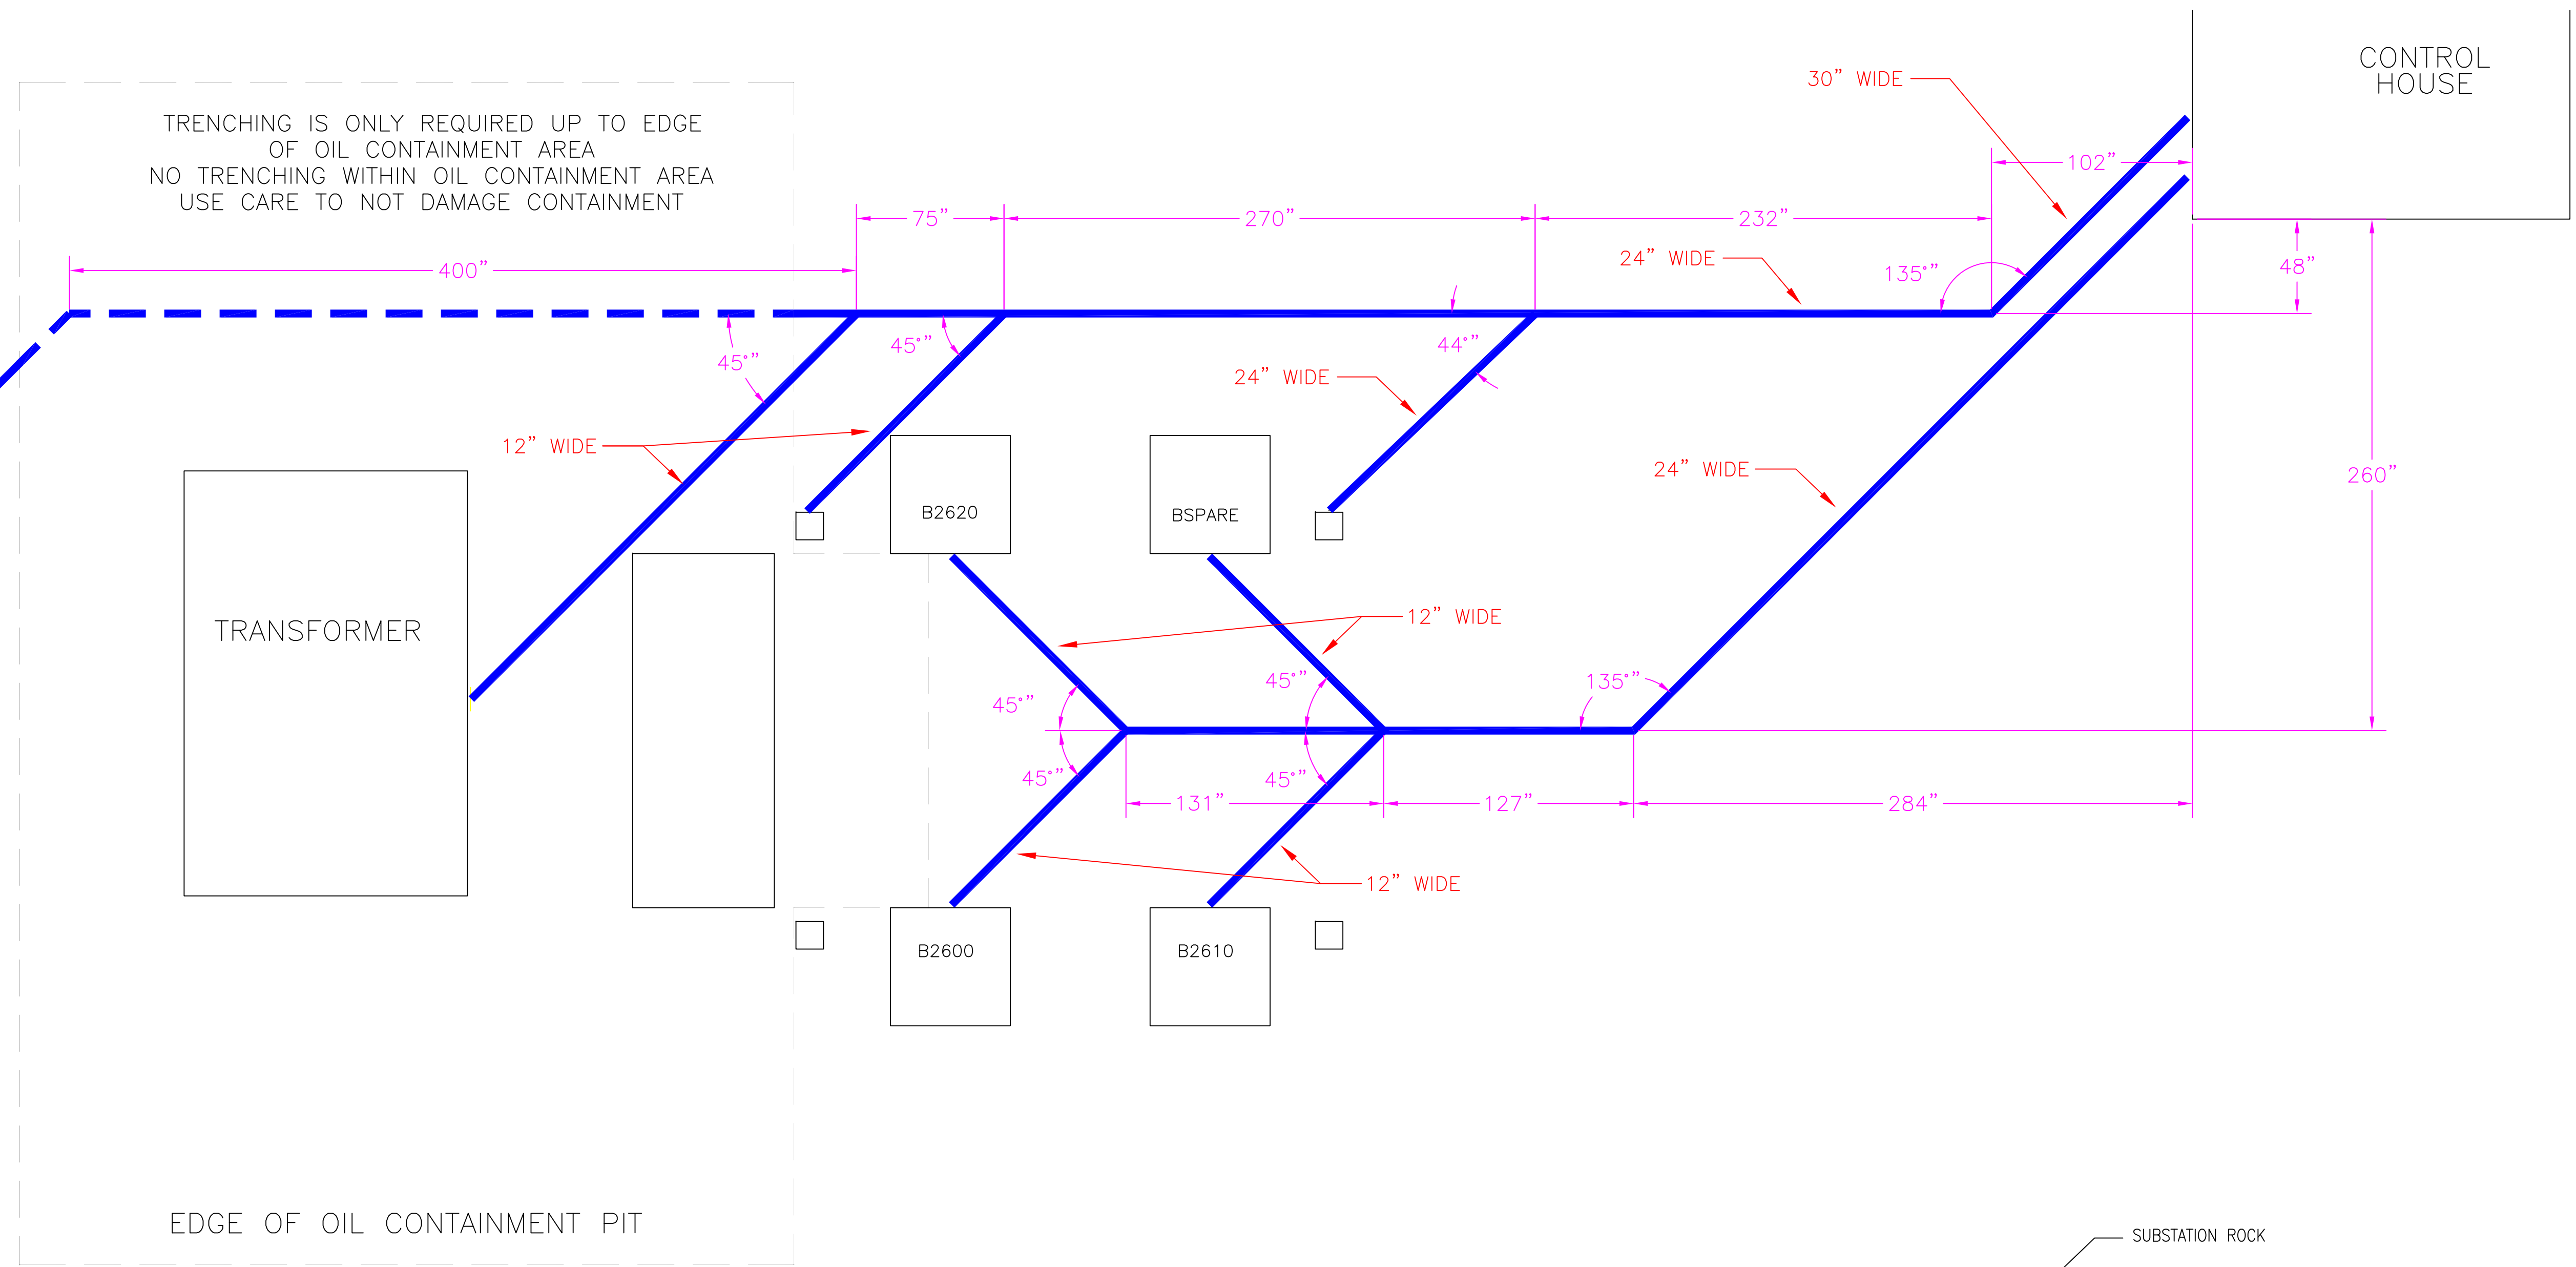 CONTROL
HOUSE
30” WIDE
TRENCHING IS ONLY REQUIRED UP TO EDGE
OF OIL CONTAINMENT AREA
NO TRENCHING WITHIN OIL CONTAINMENT AREA
USE CARE TO NOT DAMAGE CONTAINMENT
102”
75”
270”
232”
24” WIDE
400”
135°”
48”
45°”
45°”
44°”
24” WIDE
12” WIDE
24” WIDE
260”
B2620
BSPARE
TRANSFORMER
12” WIDE
45°”
45°”
135°”
45°”
45°”
131”
127”
284”
12” WIDE
B2600
B2610
EDGE OF OIL CONTAINMENT PIT
SUBSTATION ROCK